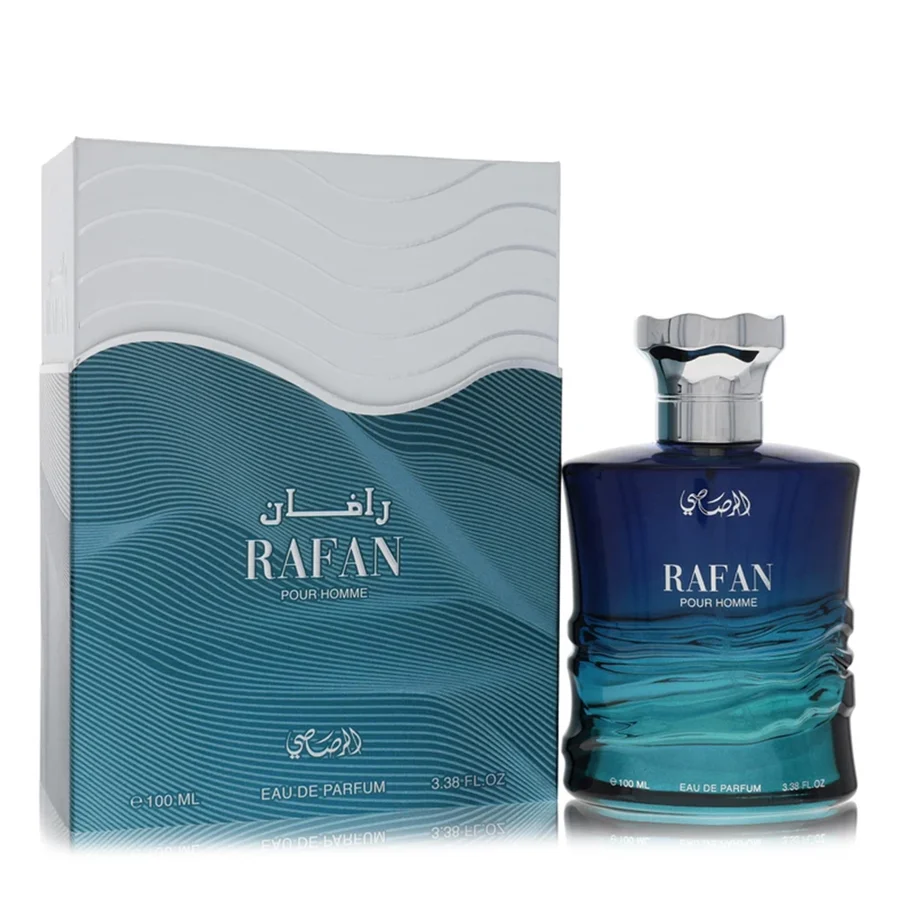 رافان
RAFAN
POUR HOMME
الرصاصي
℮ 100 ML
EAU DE PARFUM
3.38 FL.OZ
الرصاصي
RAFAN
POUR HOMME
℮ 100 ML
EAU DE PARFUM
3.38 FL.OZ